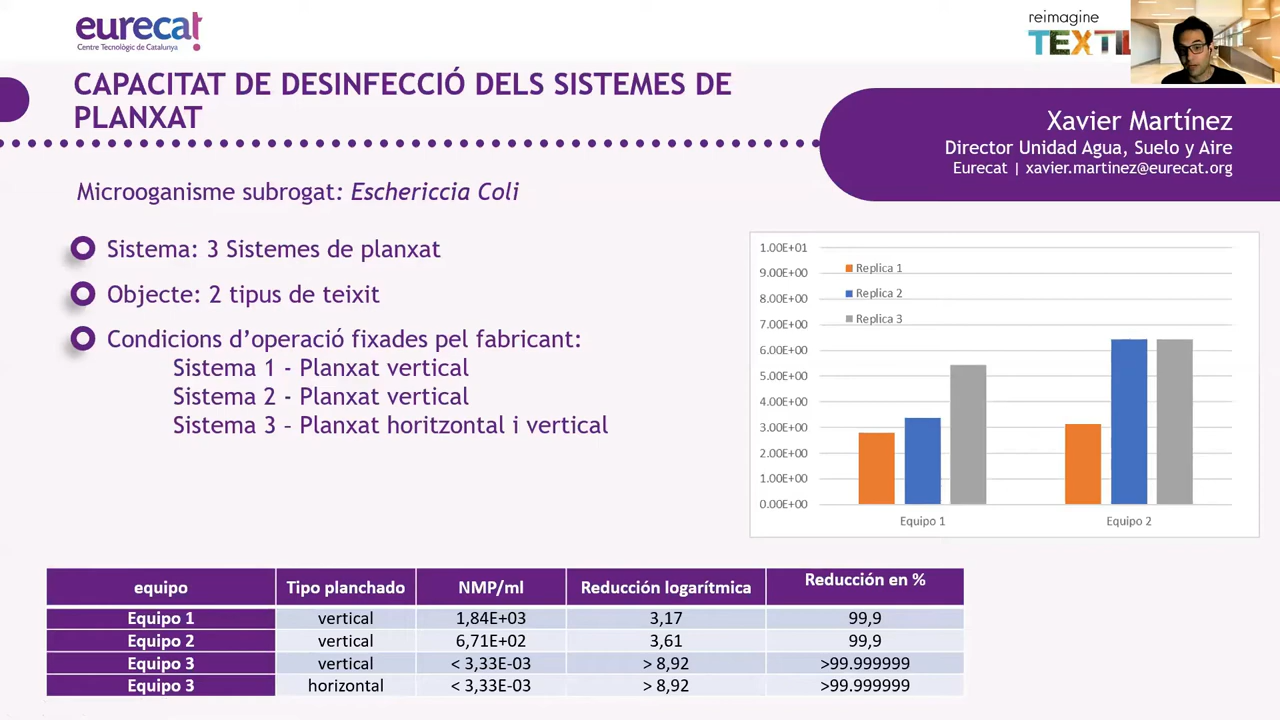 eurecat
Centre Tecnològic de Catalunya
reimagine
TEXTIL
CAPACITAT DE DESINFECCIÓ DELS SISTEMES DE
PLANXAT
Xavier Martínez
Director Unidad Agua, Suelo y Aire
Eurecat | xavier.martinez@eurecat.org
Microoganisme subrogat: Eschericcia Coli
Sistema: 3 Sistemes de planxat
Objecte: 2 tipus de teixit
Condicions d’operació fixades pel fabricant:
Sistema 1 - Planxat vertical
Sistema 2 - Planxat vertical
Sistema 3 – Planxat horitzontal i vertical
1.00E+01
9.00E+00
8.00E+00
7.00E+00
6.00E+00
5.00E+00
4.00E+00
3.00E+00
2.00E+00
1.00E+00
0.00E+00
Replica 1
Replica 2
Replica 3
Equipo 1 Equipo 2
equipo Tipo planchado NMP/ml Reducción logarítmica Reducción en %
Equipo 1 vertical 1,84E+03 3,17 99,9
Equipo 2 vertical 6,71E+02 3,61 99,9
Equipo 3 vertical < 3,33E-03 > 8,92 >99.999999
Equipo 3 horizontal < 3,33E-03 > 8,92 >99.999999